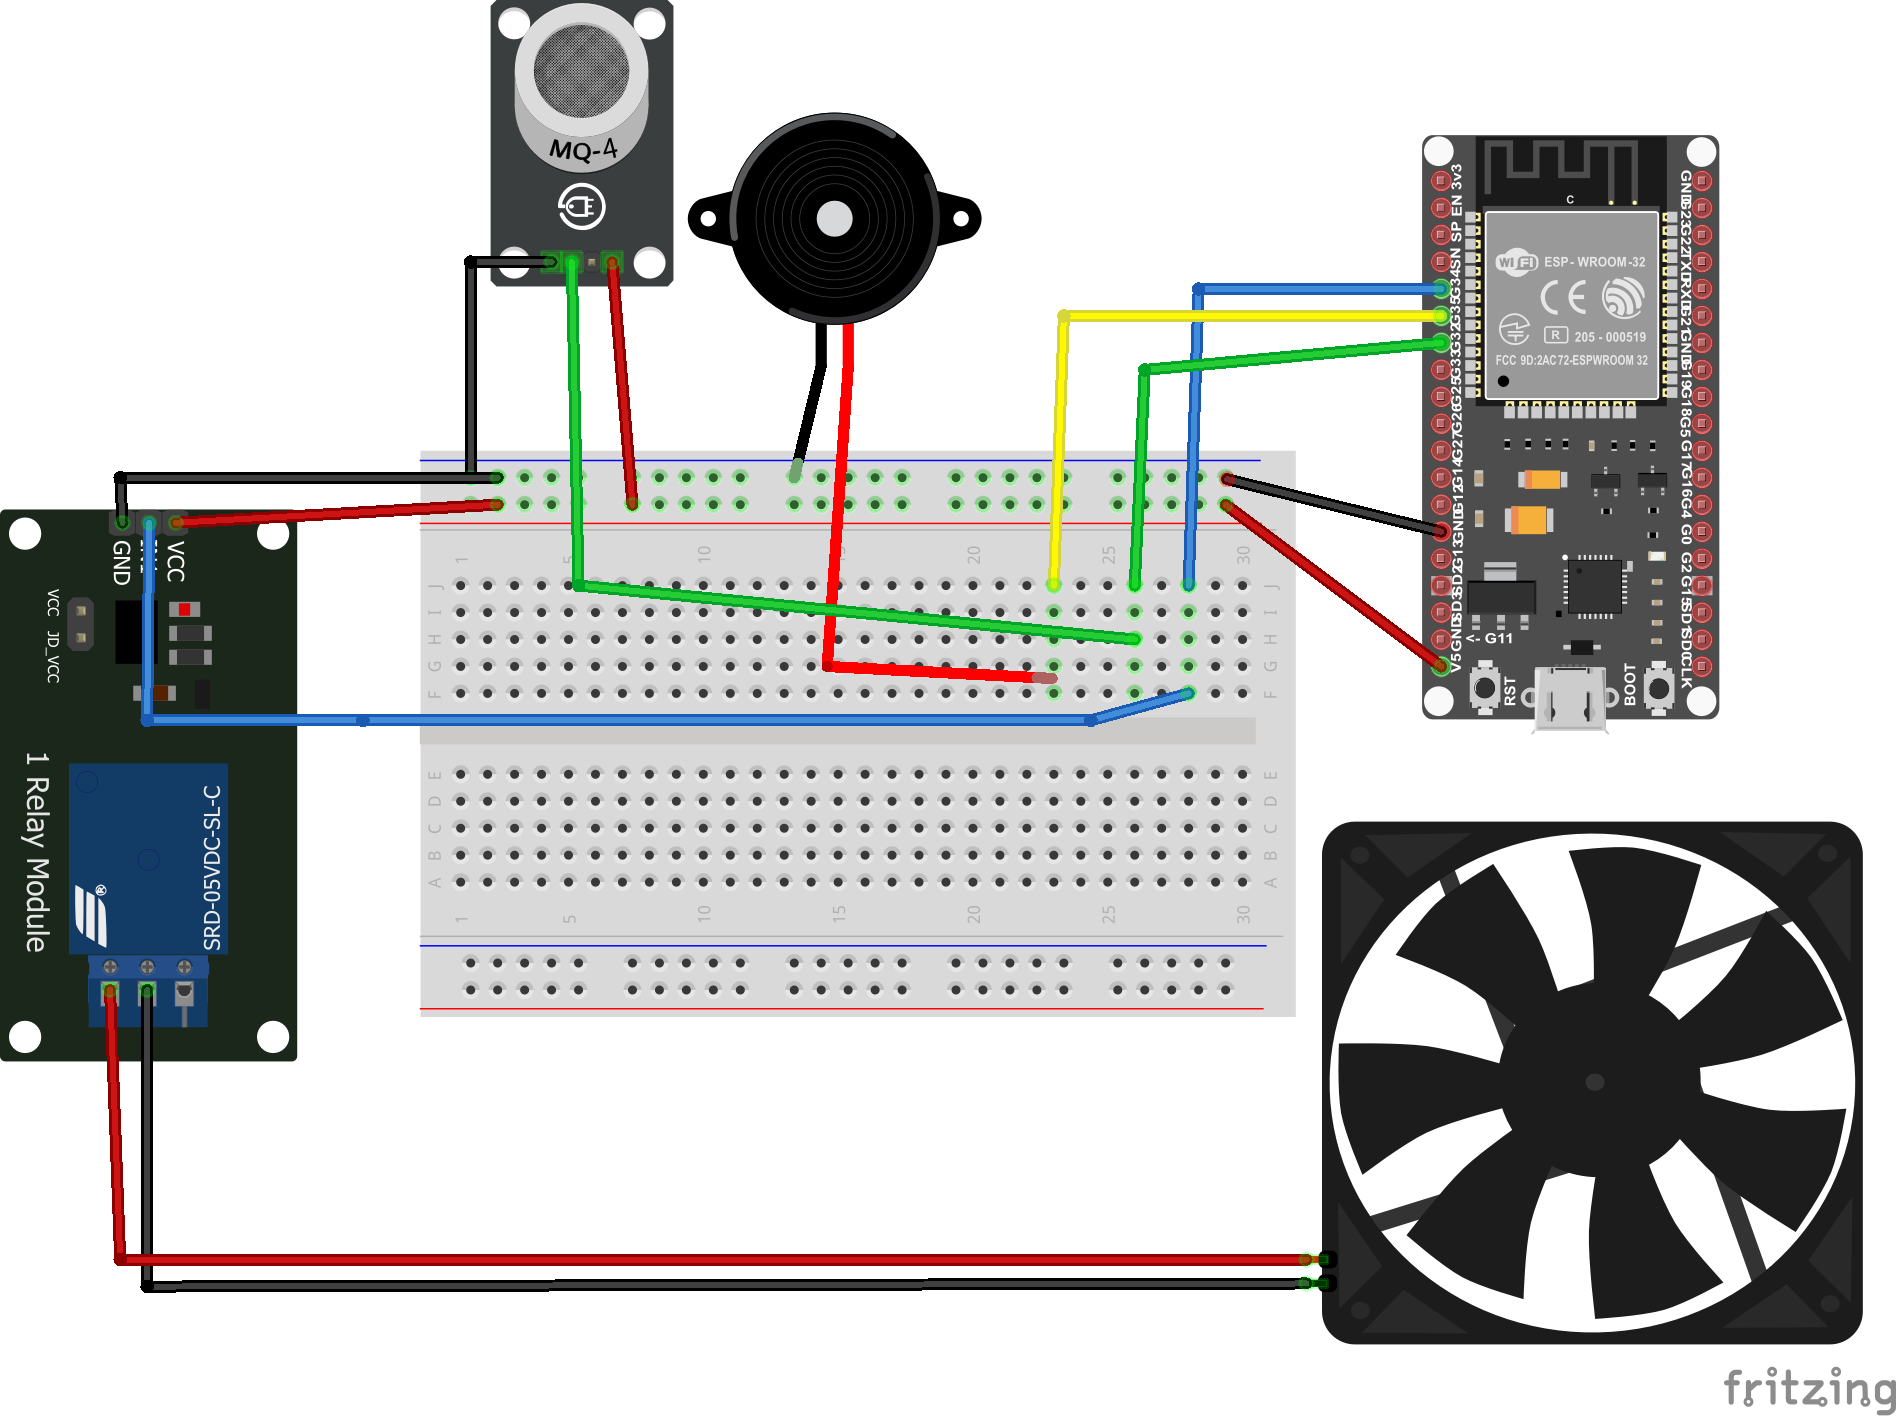 MQ-4
C
Wi Fi ESP - WROOM -32
CE
R 205 - 000519
FCC 9D:2AC72-ESPWROOM 32
3v3
EN
SP
SN
G34
G35
G32
G33
G25
G26
G27
G14
G12
GND
G13
SD2
SD3
GND
V5
GND
G23
G22
TXD
RXD
G21
GND
G19
G18
G5
G17
G16
G4
G0
G2
G15
SD1
SD0
CLK
<- G11
RST
BOOT
GND
VCC
VCC
JD_VCC
1 Relay Module
SRD-05VDC-SL-C
®
1 5 10 15 20 25 30
J J
I I
H H
G G
F F
E E
D D
C C
B B
A A
1 5 10 15 20 25 30
fritzing